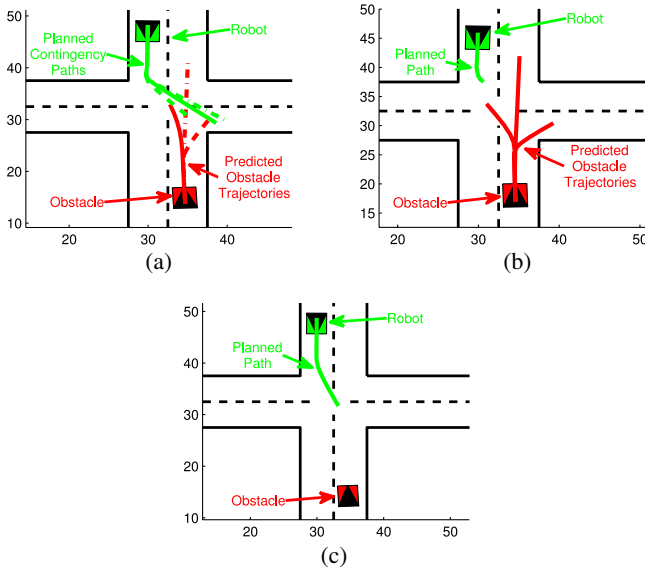 50
40
30
20
10
20
30
40
Planned
Contingency
Paths
Robot
Predicted
Obstacle
Trajectories
Obstacle
(a)
50
45
40
35
30
25
20
15
20
30
40
50
Planned
Path
Robot
Predicted
Obstacle
Trajectories
Obstacle
(b)
50
40
30
20
10
20
30
40
50
Robot
Planned
Path
Obstacle
(c)